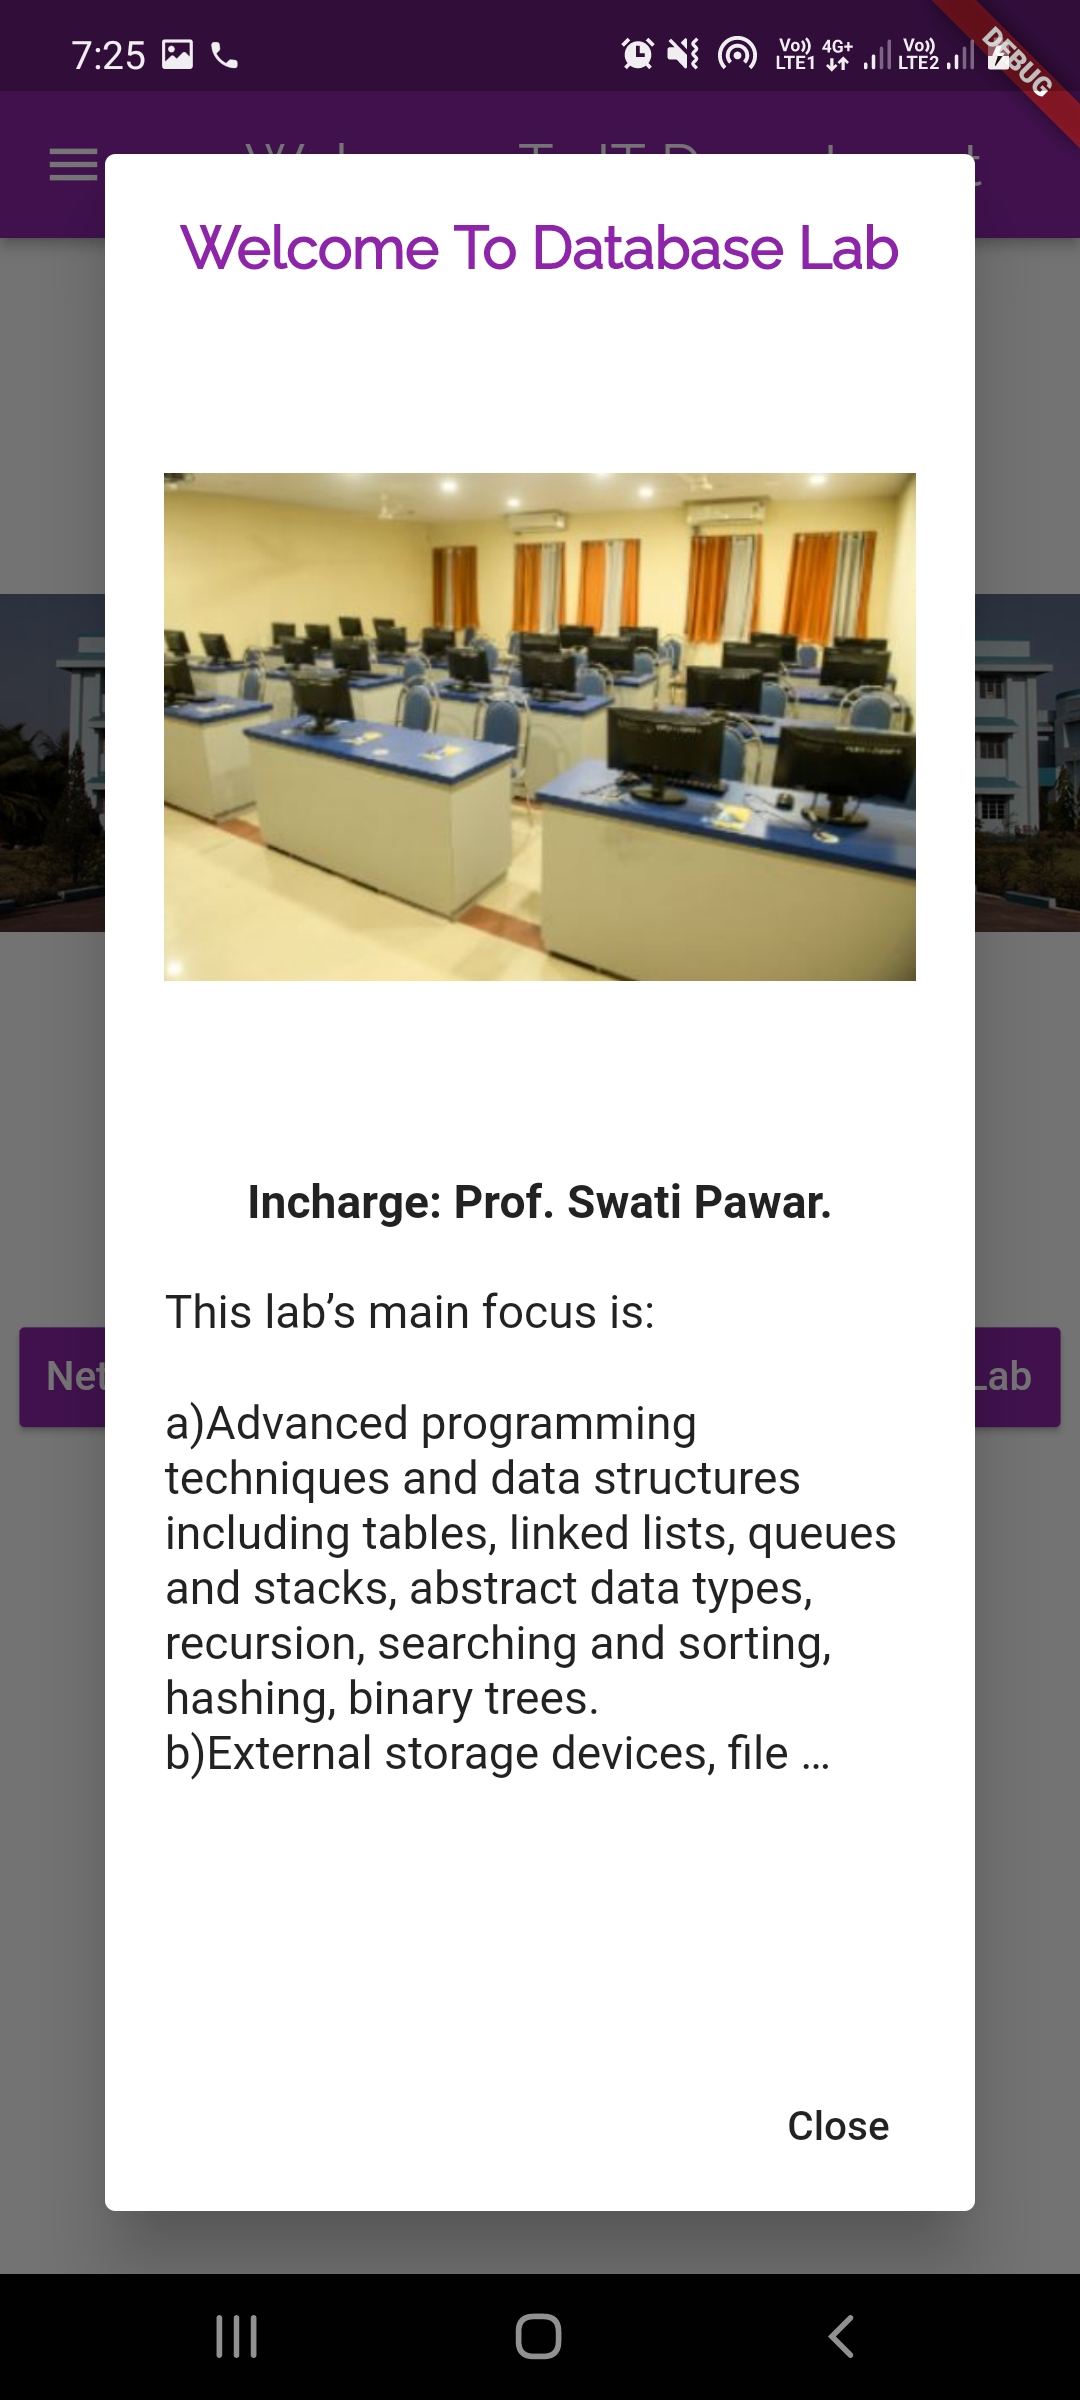 7:25
Vo)) 4G+ Vo))
LTE1 LTE2
DEBUG
Welcome To Database Lab
Incharge: Prof. Swati Pawar.
This lab’s main focus is:
Net
Lab
a)Advanced programming
techniques and data structures
including tables, linked lists, queues
and stacks, abstract data types,
recursion, searching and sorting,
hashing, binary trees.
b)External storage devices, file ...
Close